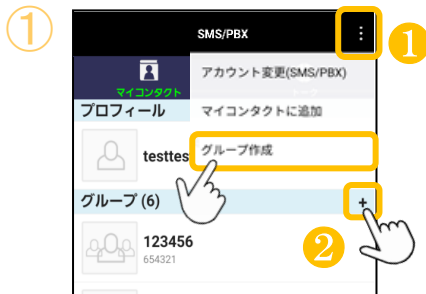 ①
SMS/PBX
❶
アカウント変更(SMS/PBX)
マイコンタクト
マイコンタクトに追加
プロフィール
グループ作成
testtes
グループ (6)
+
❷
123456
654321